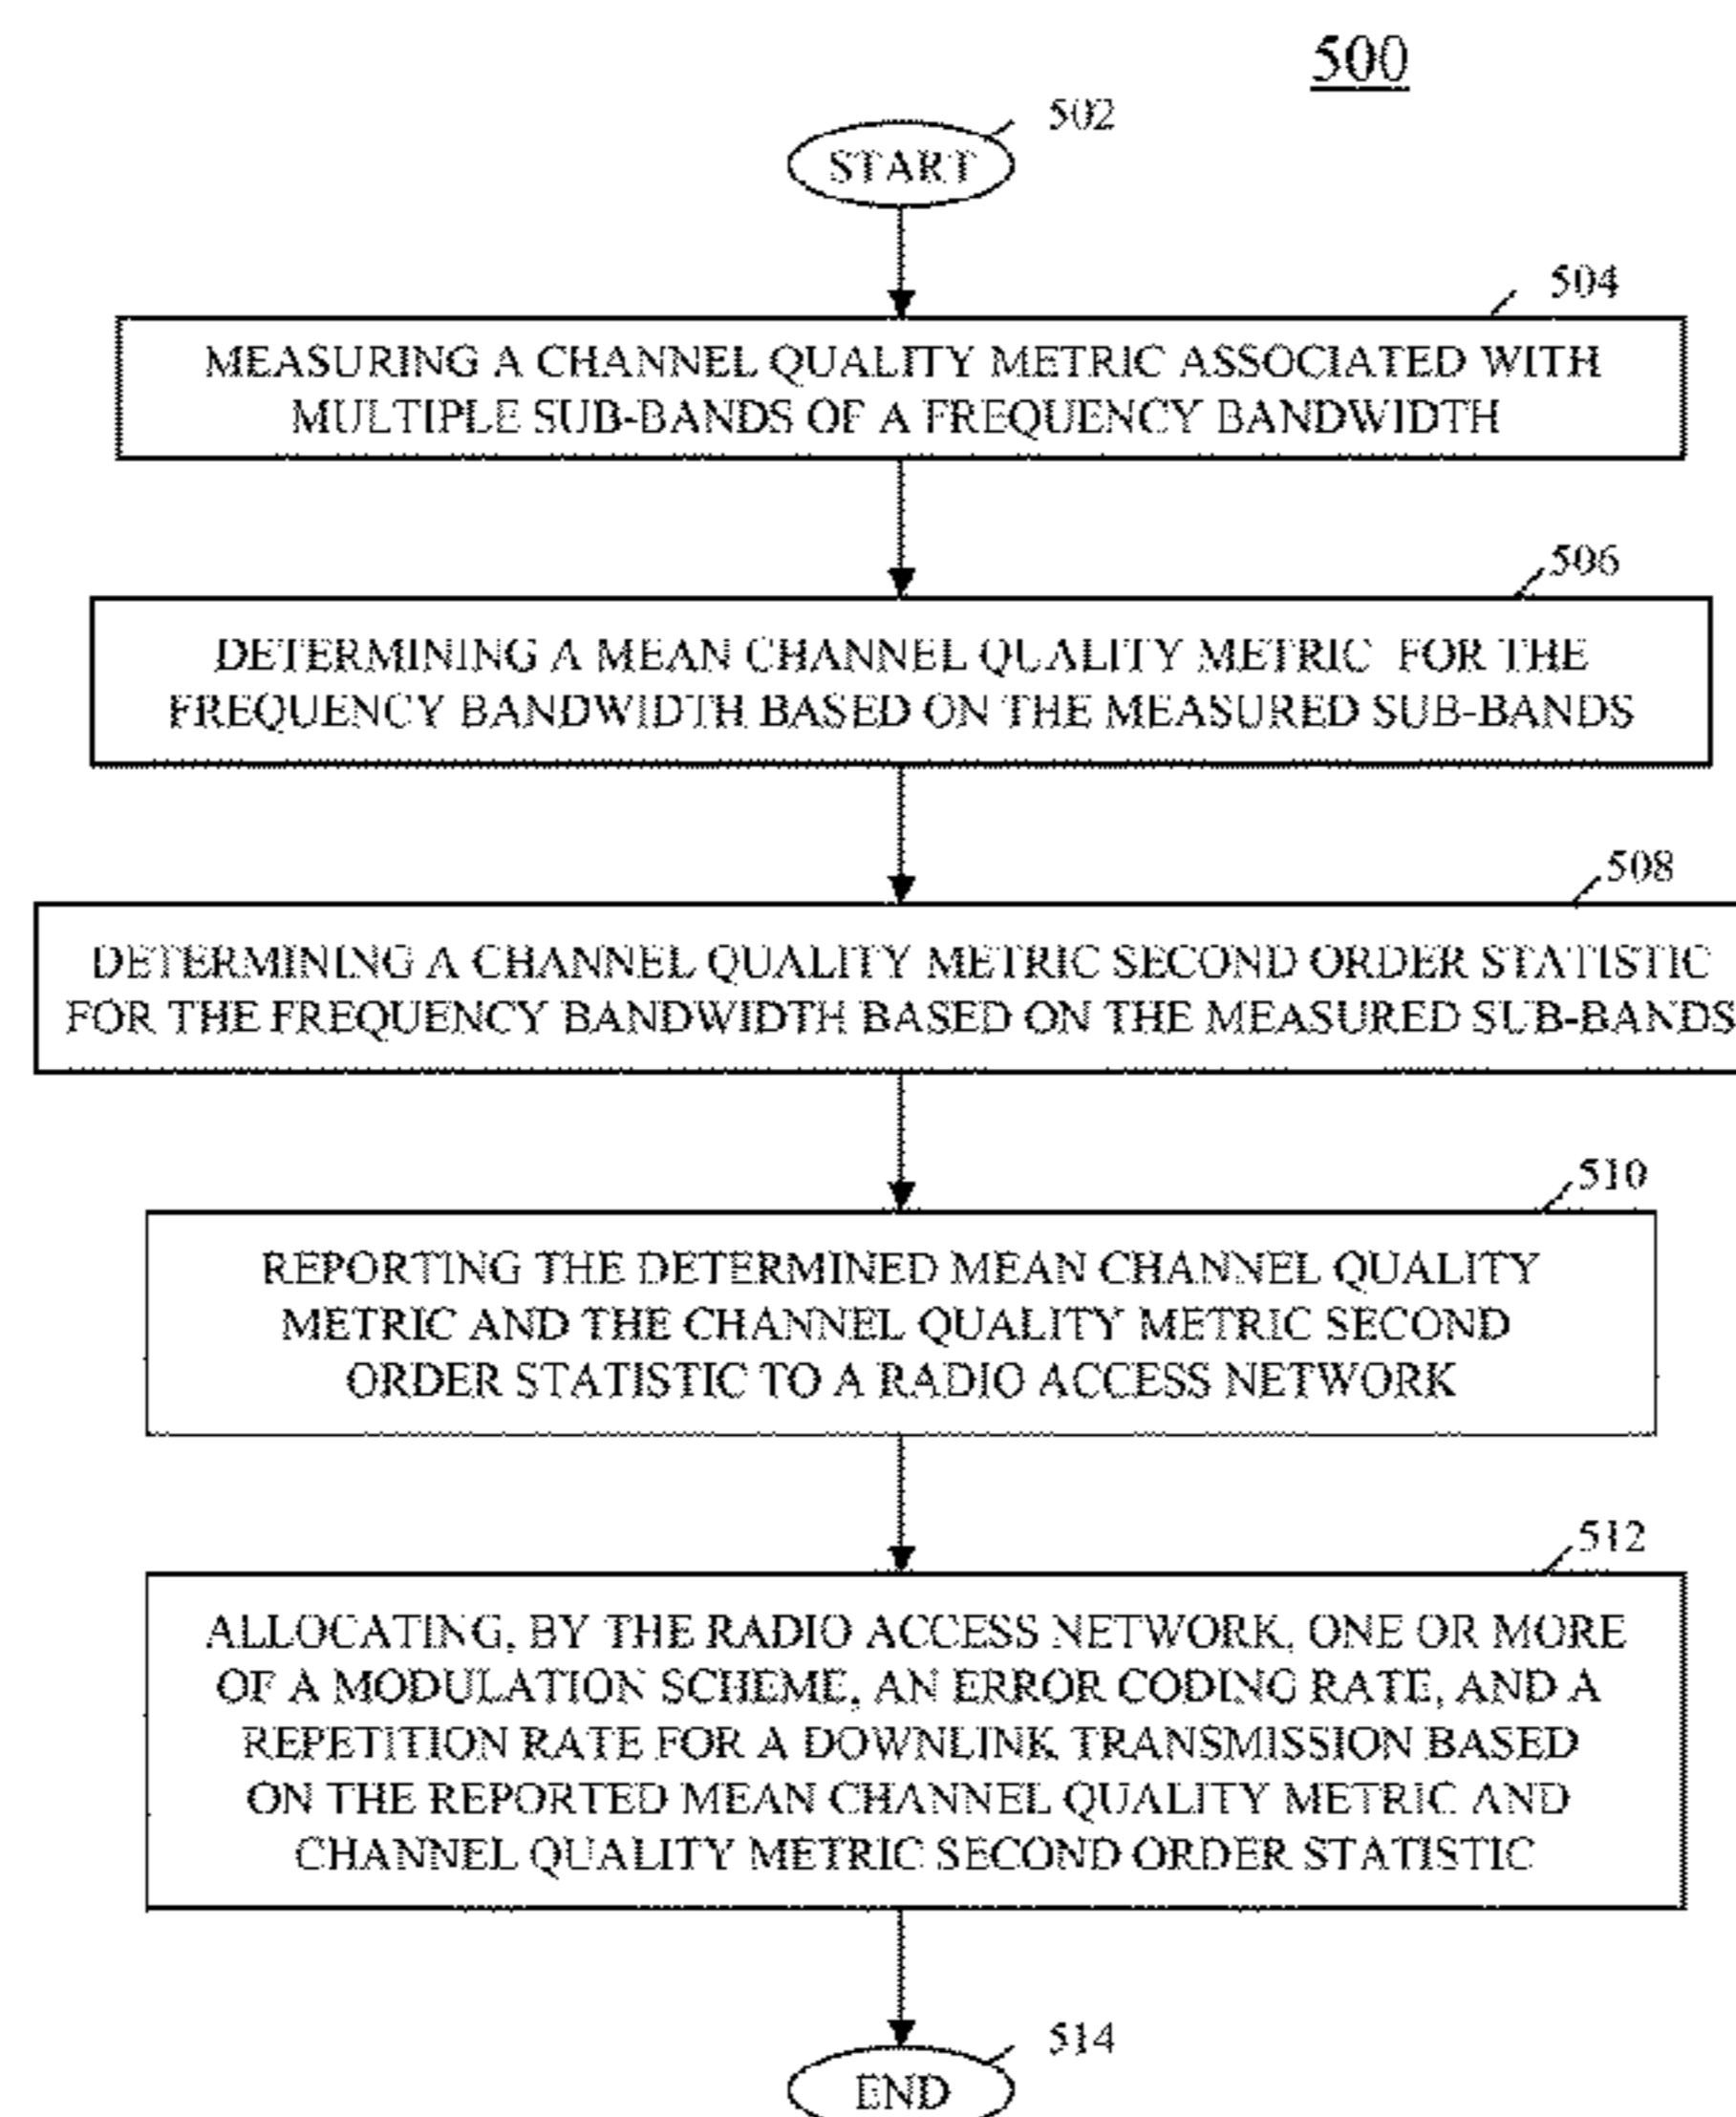 500
502
START
504
MEASURING A CHANNEL QUALITY METRIC ASSOCIATED WITH
MULTIPLE SUB-BANDS OF A FREQUENCY BANDWIDTH
506
DETERMINING A MEAN CHANNEL QUALITY METRIC FOR THE
FREQUENCY BANDWIDTH BASED ON THE MEASURED SUB-BANDS
508
DETERMINING A CHANNEL QUALITY METRIC SECOND ORDER STATISTIC
FOR THE FREQUENCY BANDWIDTH BASED ON THE MEASURED SUB-BANDS
510
REPORTING THE DETERMINED MEAN CHANNEL QUALITY
METRIC AND THE CHANNEL QUALITY METRIC SECOND
ORDER STATISTIC TO A RADIO ACCESS NETWORK
512
ALLOCATING, BY THE RADIO ACCESS NETWORK, ONE OR MORE
OF A MODULATION SCHEME, AN ERROR CODING RATE, AND A
REPETITION RATE FOR A DOWNLINK TRANSMISSION BASED
ON THE REPORTED MEAN CHANNEL QUALITY METRIC AND
CHANNEL QUALITY METRIC SECOND ORDER STATISTIC
514
END